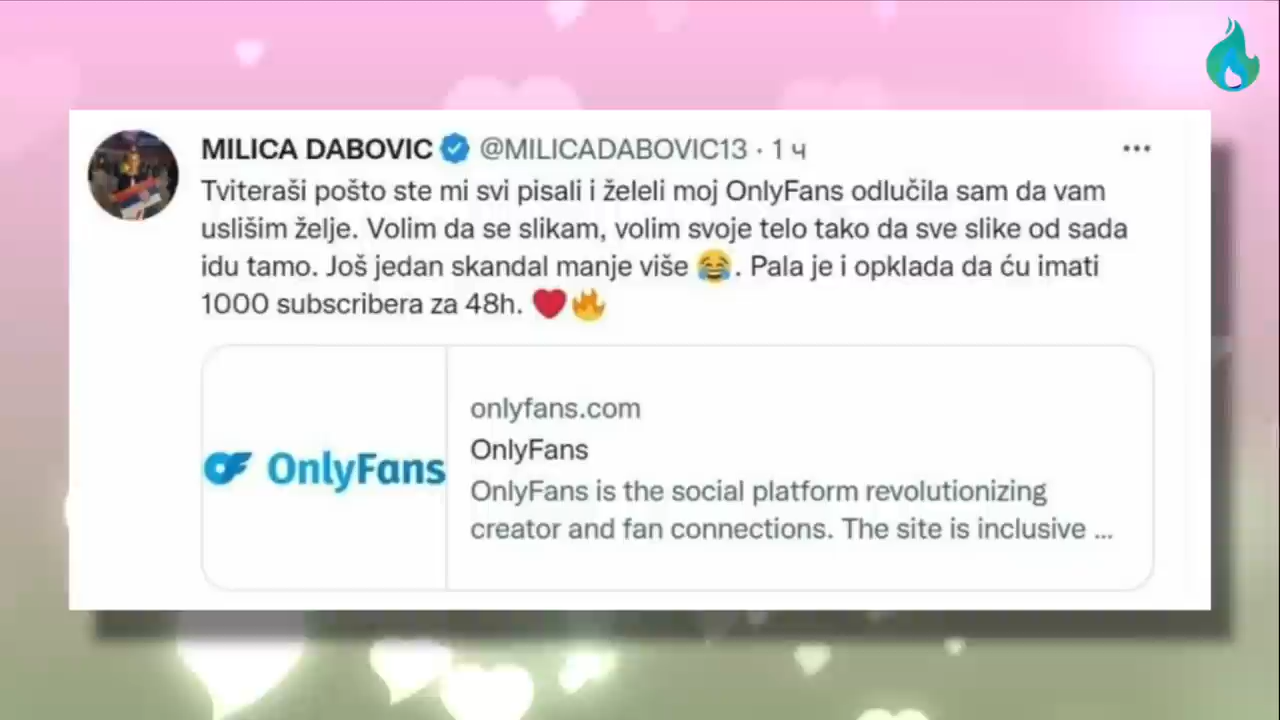 MILICA DABOVIC @MILICADABOVIC13 · 1 ч
Tviteraši pošto ste mi svi pisali i želeli moj OnlyFans odlučila sam da vam
uslišim želje. Volim da se slikam, volim svoje telo tako da sve slike od sada
idu tamo. Još jedan skandal manje više 😂. Pala je i opklada da ću imati
1000 subscribera za 48h. ❤️🔥
onlyfans.com
OnlyFans
OnlyFans
OnlyFans is the social platform revolutionizing
creator and fan connections. The site is inclusive ...